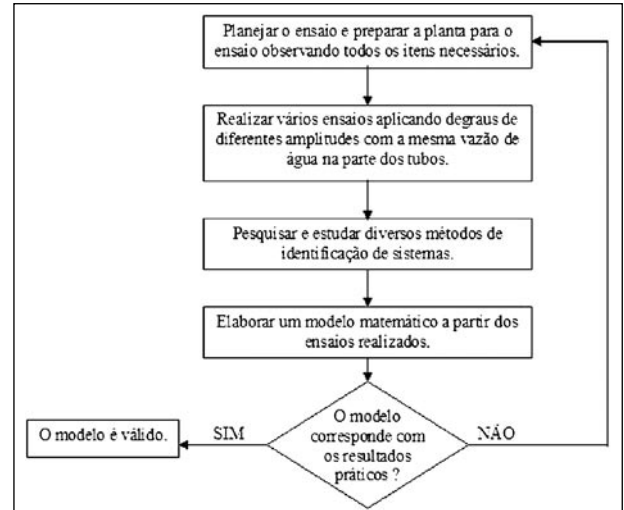 Planejar o ensaio e preparar a planta para o
ensaio observando todos os itens necessários.
Realizar vários ensaios aplicando degraus de
diferentes amplitudes com a mesma vazão de
água na parte dos tubos.
Pesquisar e estudar diversos métodos de
identificação de sistemas.
Elaborar um modelo matemático a partir dos
ensaios realizados.
O modelo
corresponde com
os resultados
práticos ?
SIM
NÃO
O modelo é válido.